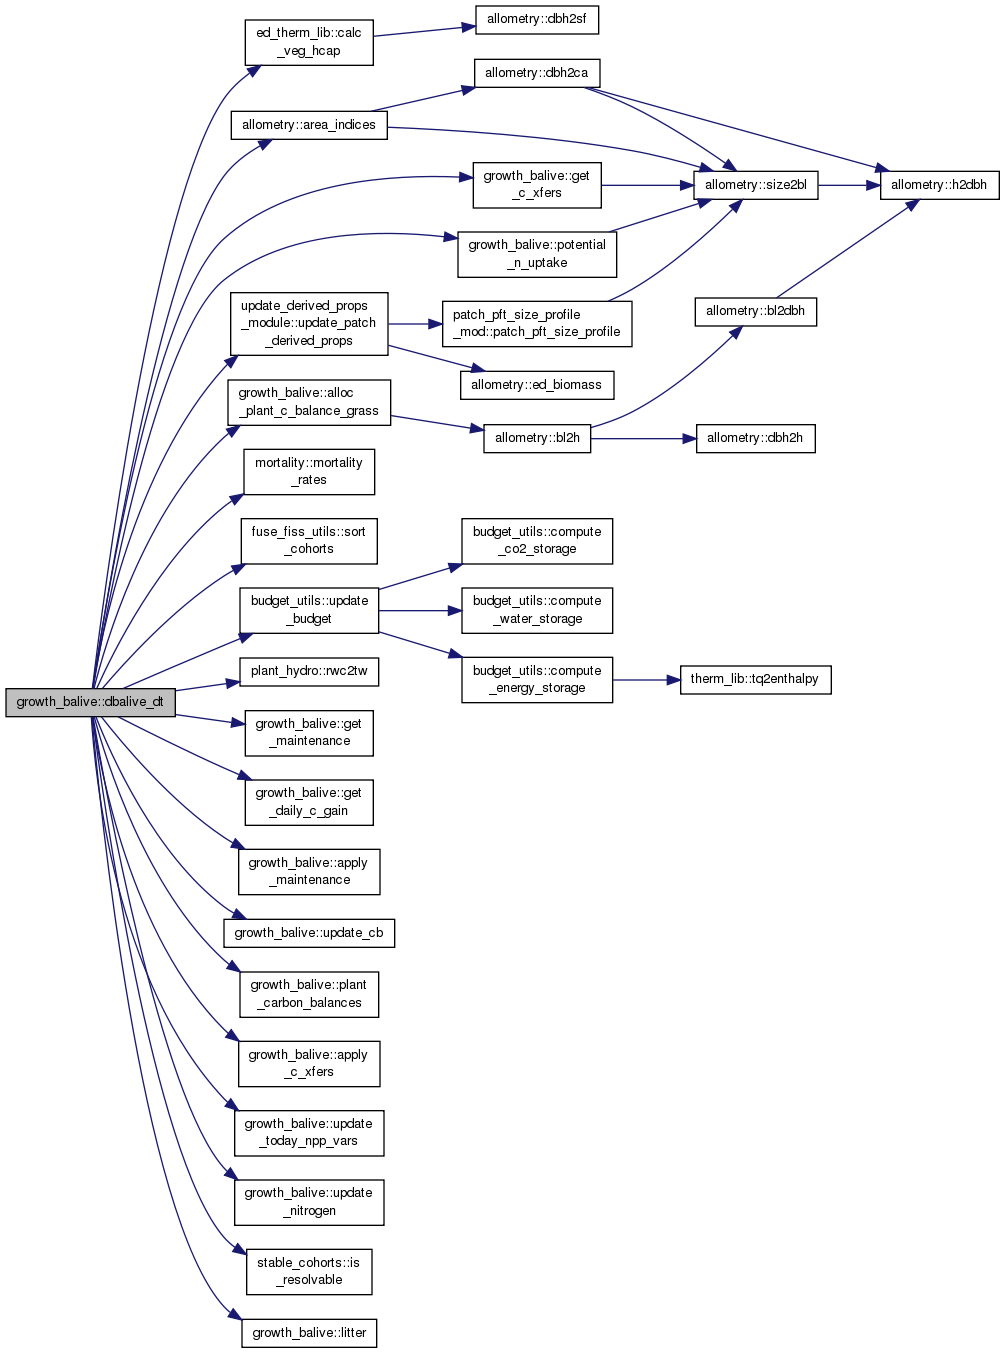 growth_balive::dbalive_dt
ed_therm_lib::calc
_veg_hcap
allometry::dbh2sf
allometry::area_indices
allometry::dbh2ca
allometry::size2bl
allometry::h2dbh
growth_balive::get
_c_xfers
growth_balive::potential
_n_uptake
update_derived_props
_module::update_patch
_derived_props
patch_pft_size_profile
_mod::patch_pft_size_profile
allometry::ed_biomass
growth_balive::alloc
_plant_c_balance_grass
allometry::bl2h
allometry::bl2dbh
allometry::dbh2h
mortality::mortality
_rates
fuse_fiss_utils::sort
_cohorts
budget_utils::update
_budget
budget_utils::compute
_co2_storage
budget_utils::compute
_water_storage
budget_utils::compute
_energy_storage
therm_lib::tq2enthalpy
plant_hydro::rwc2tw
growth_balive::get
_maintenance
growth_balive::get
_daily_c_gain
growth_balive::apply
_maintenance
growth_balive::update_cb
growth_balive::plant
_carbon_balances
growth_balive::apply
_c_xfers
growth_balive::update
_today_npp_vars
growth_balive::update
_nitrogen
stable_cohorts::is
_resolvable
growth_balive::litter